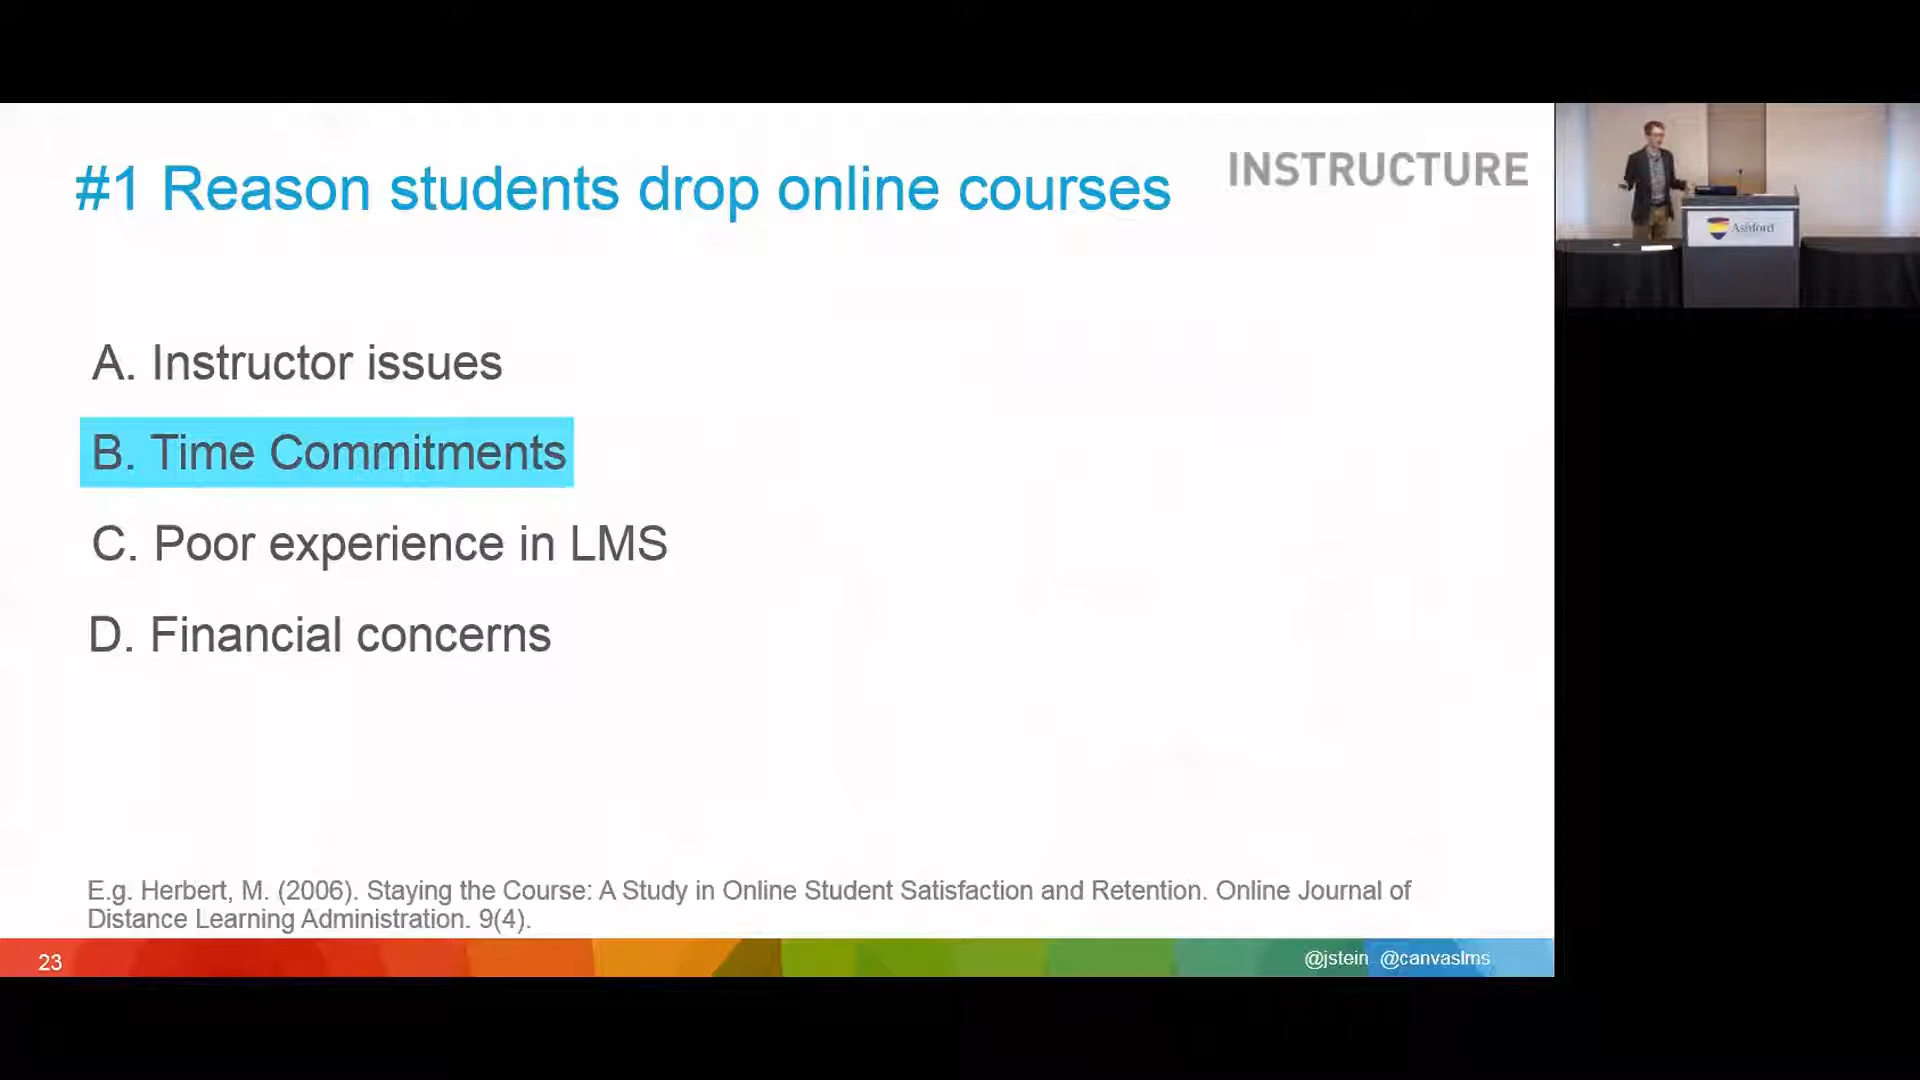 #1 Reason students drop online courses
INSTRUCTURE
A. Instructor issues
B. Time Commitments
C. Poor experience in LMS
D. Financial concerns
E.g. Herbert, M. (2006). Staying the Course: A Study in Online Student Satisfaction and Retention. Online Journal of
Distance Learning Administration. 9(4).
23
@jstein @canvaslms
Ashford